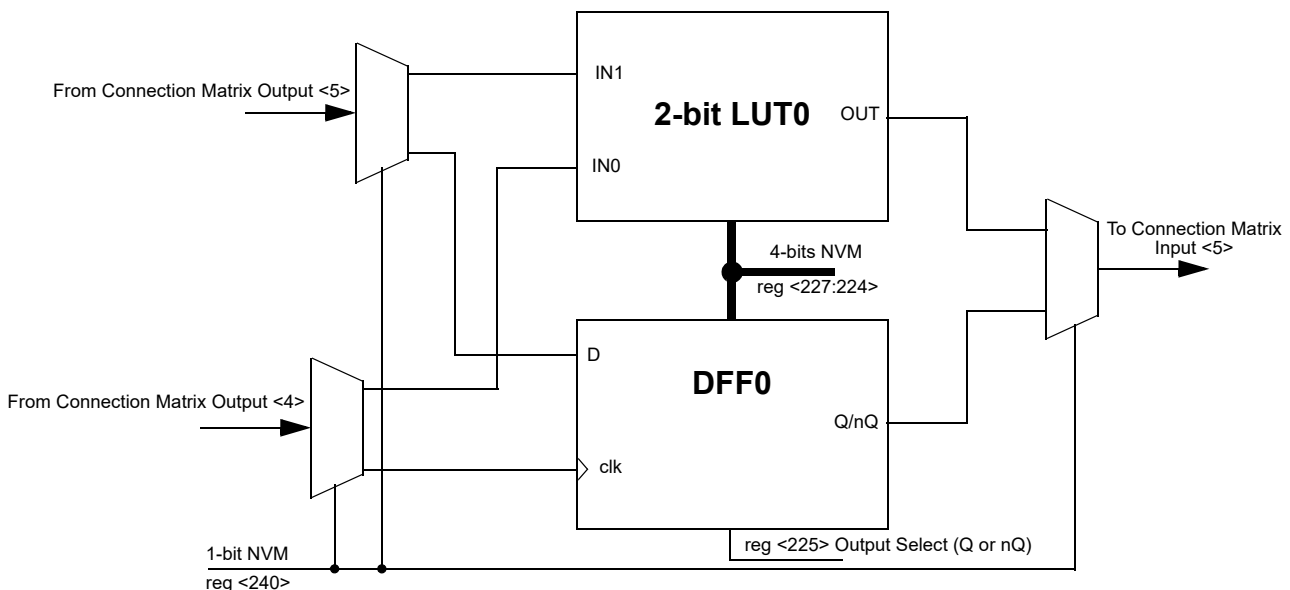 From Connection Matrix Output <5>
IN1
2-bit LUT0
OUT
IN0
To Connection Matrix
Input <5>
4-bits NVM
reg <227:224>
D
DFF0
From Connection Matrix Output <4>
Q/nQ
clk
reg <225> Output Select (Q or nQ)
1-bit NVM
reg <240>